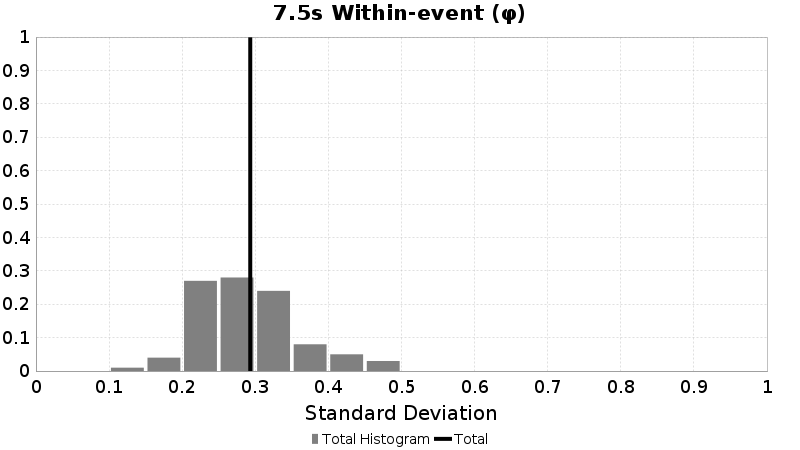 7.5s Within-event (φ)
1
0.9
0.8
0.7
0.6
0.5
0.4
0.3
0.2
0.1
0
0 0.1 0.2 0.3 0.4 0.5 0.6 0.7 0.8 0.9 1
Standard Deviation
Total Histogram Total